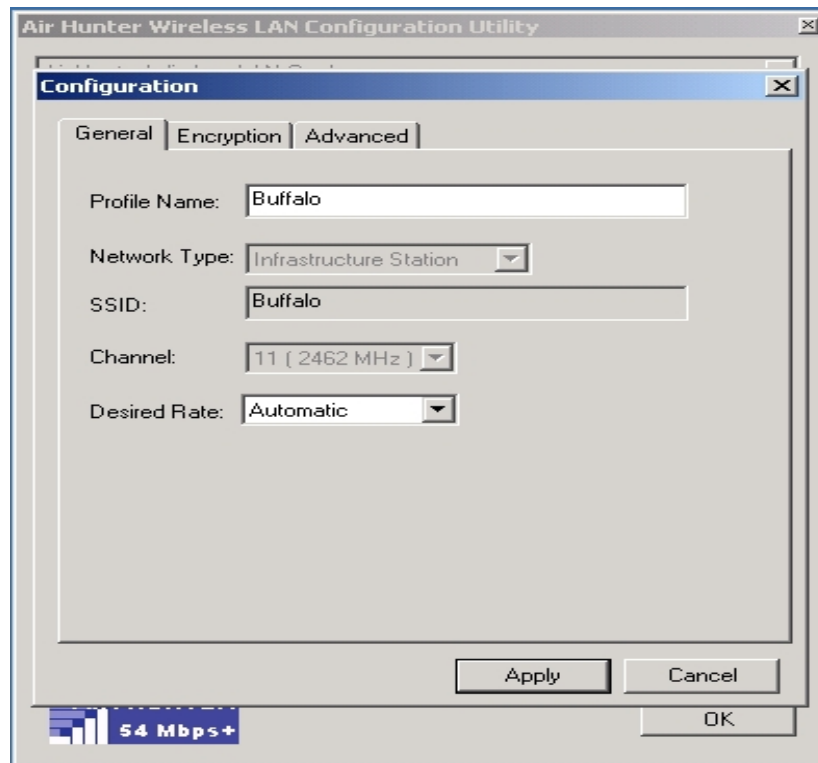 Air Hunter Wireless LAN Configuration Utility
Configuration
General Encryption Advanced
Profile Name: Buffalo
Network Type: Infrastructure Station
SSID: Buffalo
Channel: 11 ( 2462 MHz )
Desired Rate: Automatic
Apply Cancel
54 Mbps+
OK